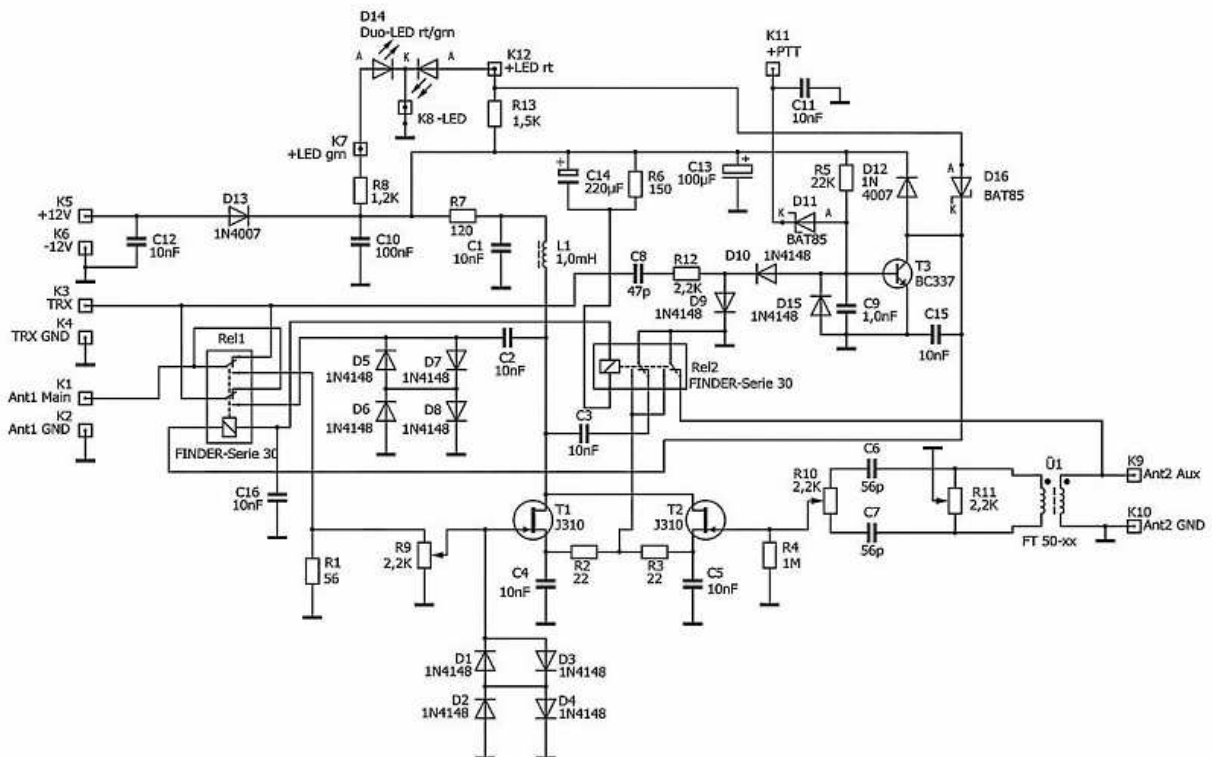 D14
Duo-LED rt/grn
A
K
A
K12
+LED rt
K11
+PTT
C11
10nF
K8 -LED
R13
1,5K
K7
+LED grn
R8
1,2K
C14
220µF
R6
150
C13
100µF
R5
22K
D12
1N
4007
A
D16
K
BAT85
K5
+12V
D13
1N4007
R7
120
D11
K
A
BAT85
K6
-12V
C12
10nF
C10
100nF
C1
10nF
L1
1,0mH
C8
47p
R12
2,2K
D10
1N4148
T3
BC337
K3
TRX
D9
1N4148
D15
1N4148
C9
1,0nF
C15
10nF
K4
TRX GND
Rel1
C2
10nF
D5
1N4148
D7
1N4148
Rel2
FINDER-Serie 30
K1
Ant1 Main
D6
1N4148
D8
1N4148
K2
Ant1 GND
FINDER-Serie 30
C3
10nF
C16
10nF
C6
56p
R10
2,2K
R11
2,2K
Ü1
K9
Ant2 Aux
C7
56p
K10
Ant2 GND
FT 50-xx
T1
J310
T2
J310
R1
56
R9
2,2K
R2
22
R3
22
R4
1M
C4
10nF
C5
10nF
D1
1N4148
D3
1N4148
D2
1N4148
D4
1N4148